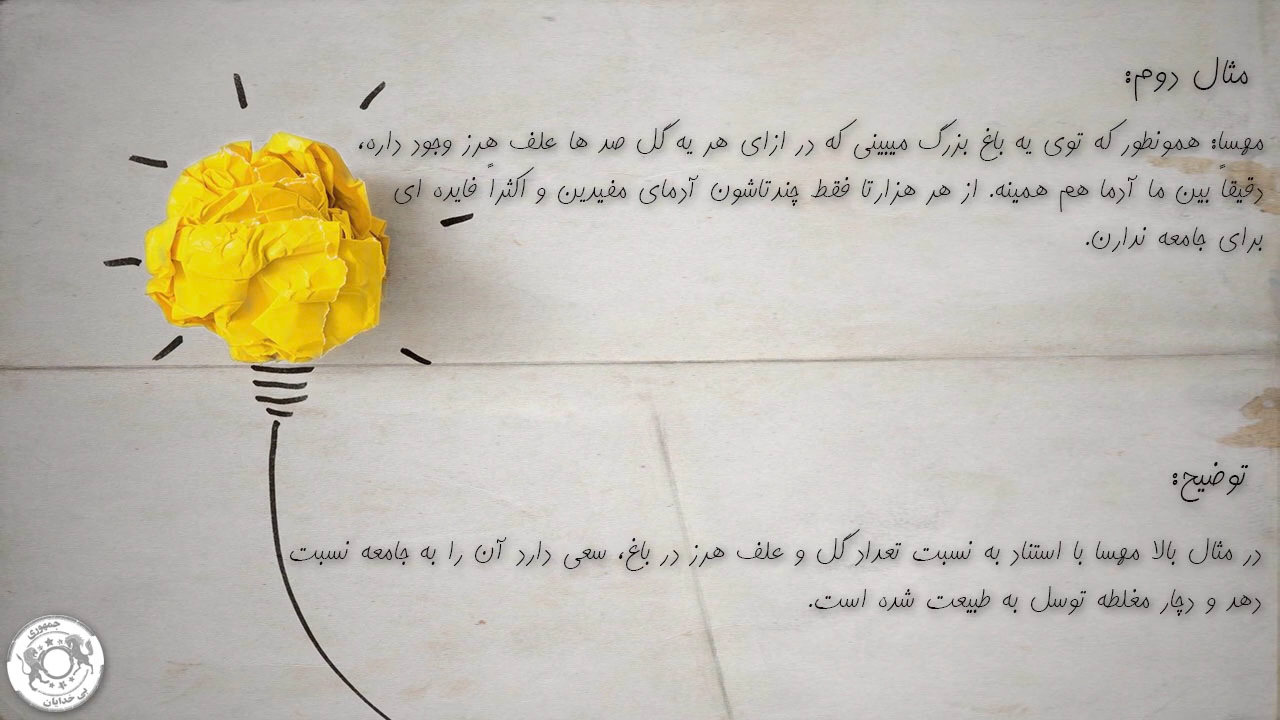 مثال دوم:
مهسا: همونطور که توی یه باغ بزرگ میبینی که در ازای هر یه گل صد ها علف هرز وجود داره،
دقیقاً بین ما آدما هم همینه. از هر هزارتا فقط چندتاشون آدمای مفیدین و اکثراً فایده ای
برای جامعه ندارن.
توضیح:
در مثال بالا مهسا با استناد به نسبت تعداد گل و علف هرز در باغ، سعی دارد آن را به جامعه نسبت
دهد و دچار مغلطه توسل به طبیعت شده است.
جمهوری
بی خدایان